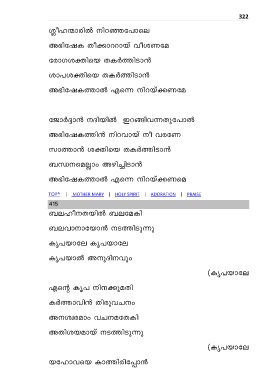 322
ശ്ലീഹന്മാരിൽ നിറഞ്ഞപോലെ
അഭിഷേക തീക്കാറായ് വീശണമേ
രോഗശക്തിയെ തകർത്തിടാൻ
ശാപശക്തിയെ തകർത്തിടാൻ
അഭിഷേകത്താൽ എന്നെ നിറയ്ക്കണമേ
ജോർദ്ദാൻ നദിയിൽ ഇറങ്ങിവന്നതുപോൽ
അഭിഷേകത്തിൻ നിറവായ് നീ വരണേ
സാത്താൻ ശക്തിയെ തകർത്തിടാൻ
ബന്ധനമെല്ലാം അഴിച്ചിടാൻ
അഭിഷേകത്താൽ എന്നെ നിറയ്ക്കണമെ
TOP^ | MOTHER MARY | HOLY SPIRIT | ADORATION | PRAISE
415
ബലഹീനതയിൽ ബലമേകി
ബലവാനായോൻ നടത്തിടുന്നു
കൃപയാലേ കൃപയാലേ
കൃപയാൽ അനുദിനവും
(കൃപയാലേ
എന്റെ കൃപ നിനക്കുമതി
കർത്താവിൻ തിരുവചനം
അനശ്വരമാം വചനമതേകി
അതിശയമായ് നടത്തിടുന്നു
(കൃപയാലേ
യഹോവയെ കാത്തിരിപ്പോൻ